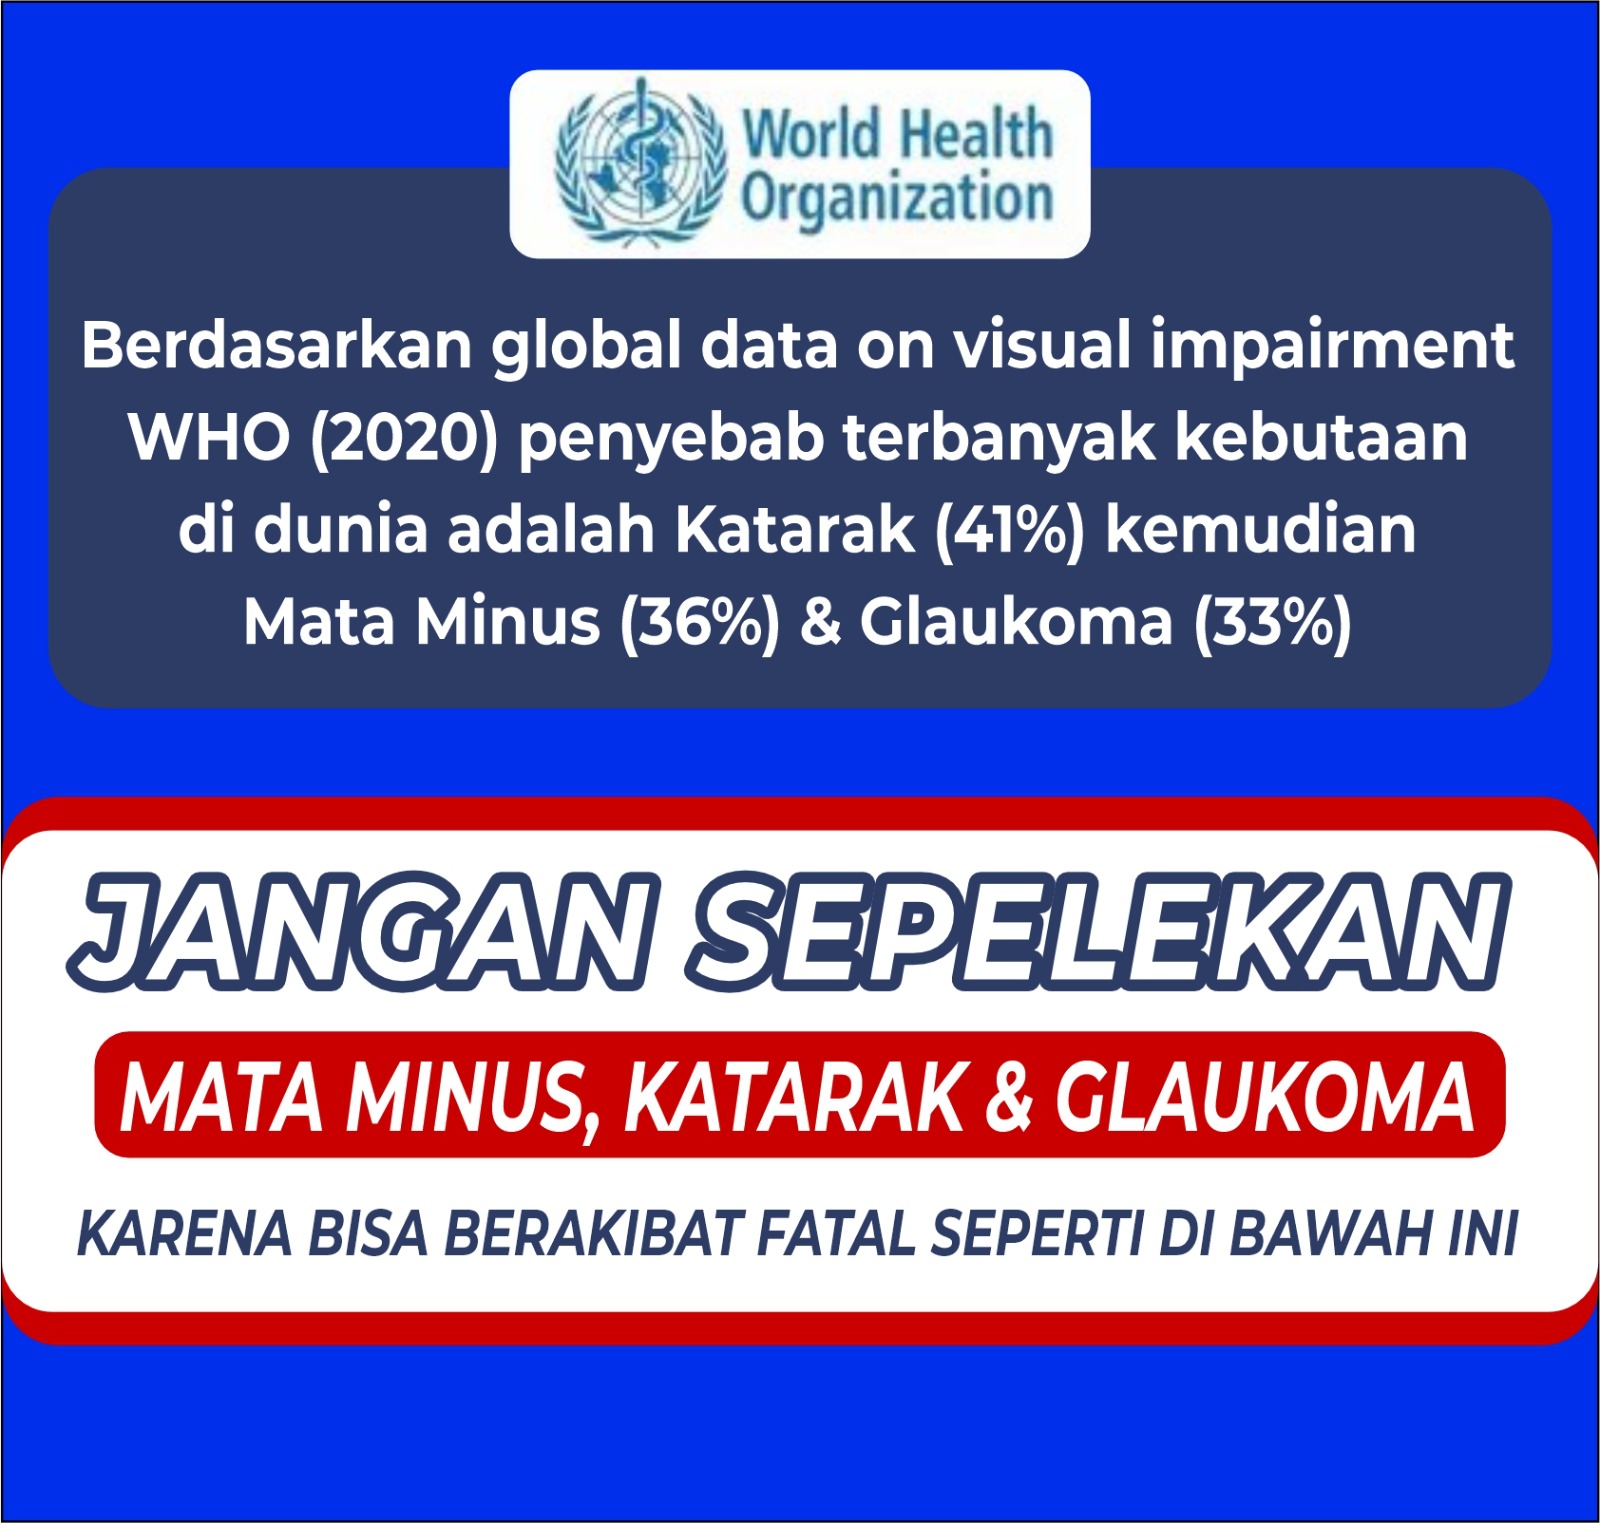 World Health
Organization
Berdasarkan global data on visual impairment
WHO (2020) penyebab terbanyak kebutaan
di dunia adalah Katarak (41%) kemudian
Mata Minus (36%) & Glaukoma (33%)
JANGAN SEPELEKAN
MATA MINUS, KATARAK & GLAUKOMA
KARENA BISA BERAKIBAT FATAL SEPERTI DI BAWAH INI